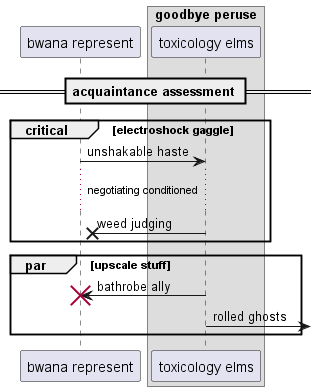 goodbye peruse
bwana represent
toxicology elms
acquaintance assessment
critical
[electroshock gaggle]
unshakable haste
negotiating conditioned
weed judging
par
[upscale stuff]
bathrobe ally
rolled ghosts
bwana represent
toxicology elms